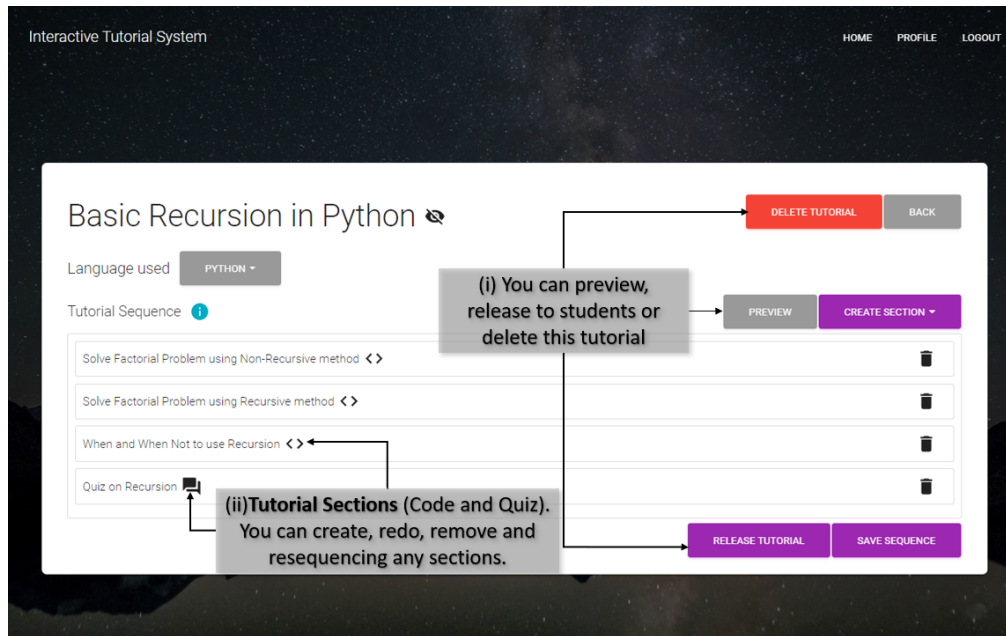 Interactive Tutorial System
HOME PROFILE LOGOUT
Basic Recursion in Python
DELETE TUTORIAL BACK
Language used PYTHON
(i) You can preview,
release to students or
delete this tutorial
Tutorial Sequence i
PREVIEW CREATE SECTION
Solve Factorial Problem using Non-Recursive method <>
Solve Factorial Problem using Recursive method <>
When and When Not to use Recursion <>
Quiz on Recursion
(ii)Tutorial Sections (Code and Quiz).
You can create, redo, remove and
resequencing any sections.
RELEASE TUTORIAL SAVE SEQUENCE